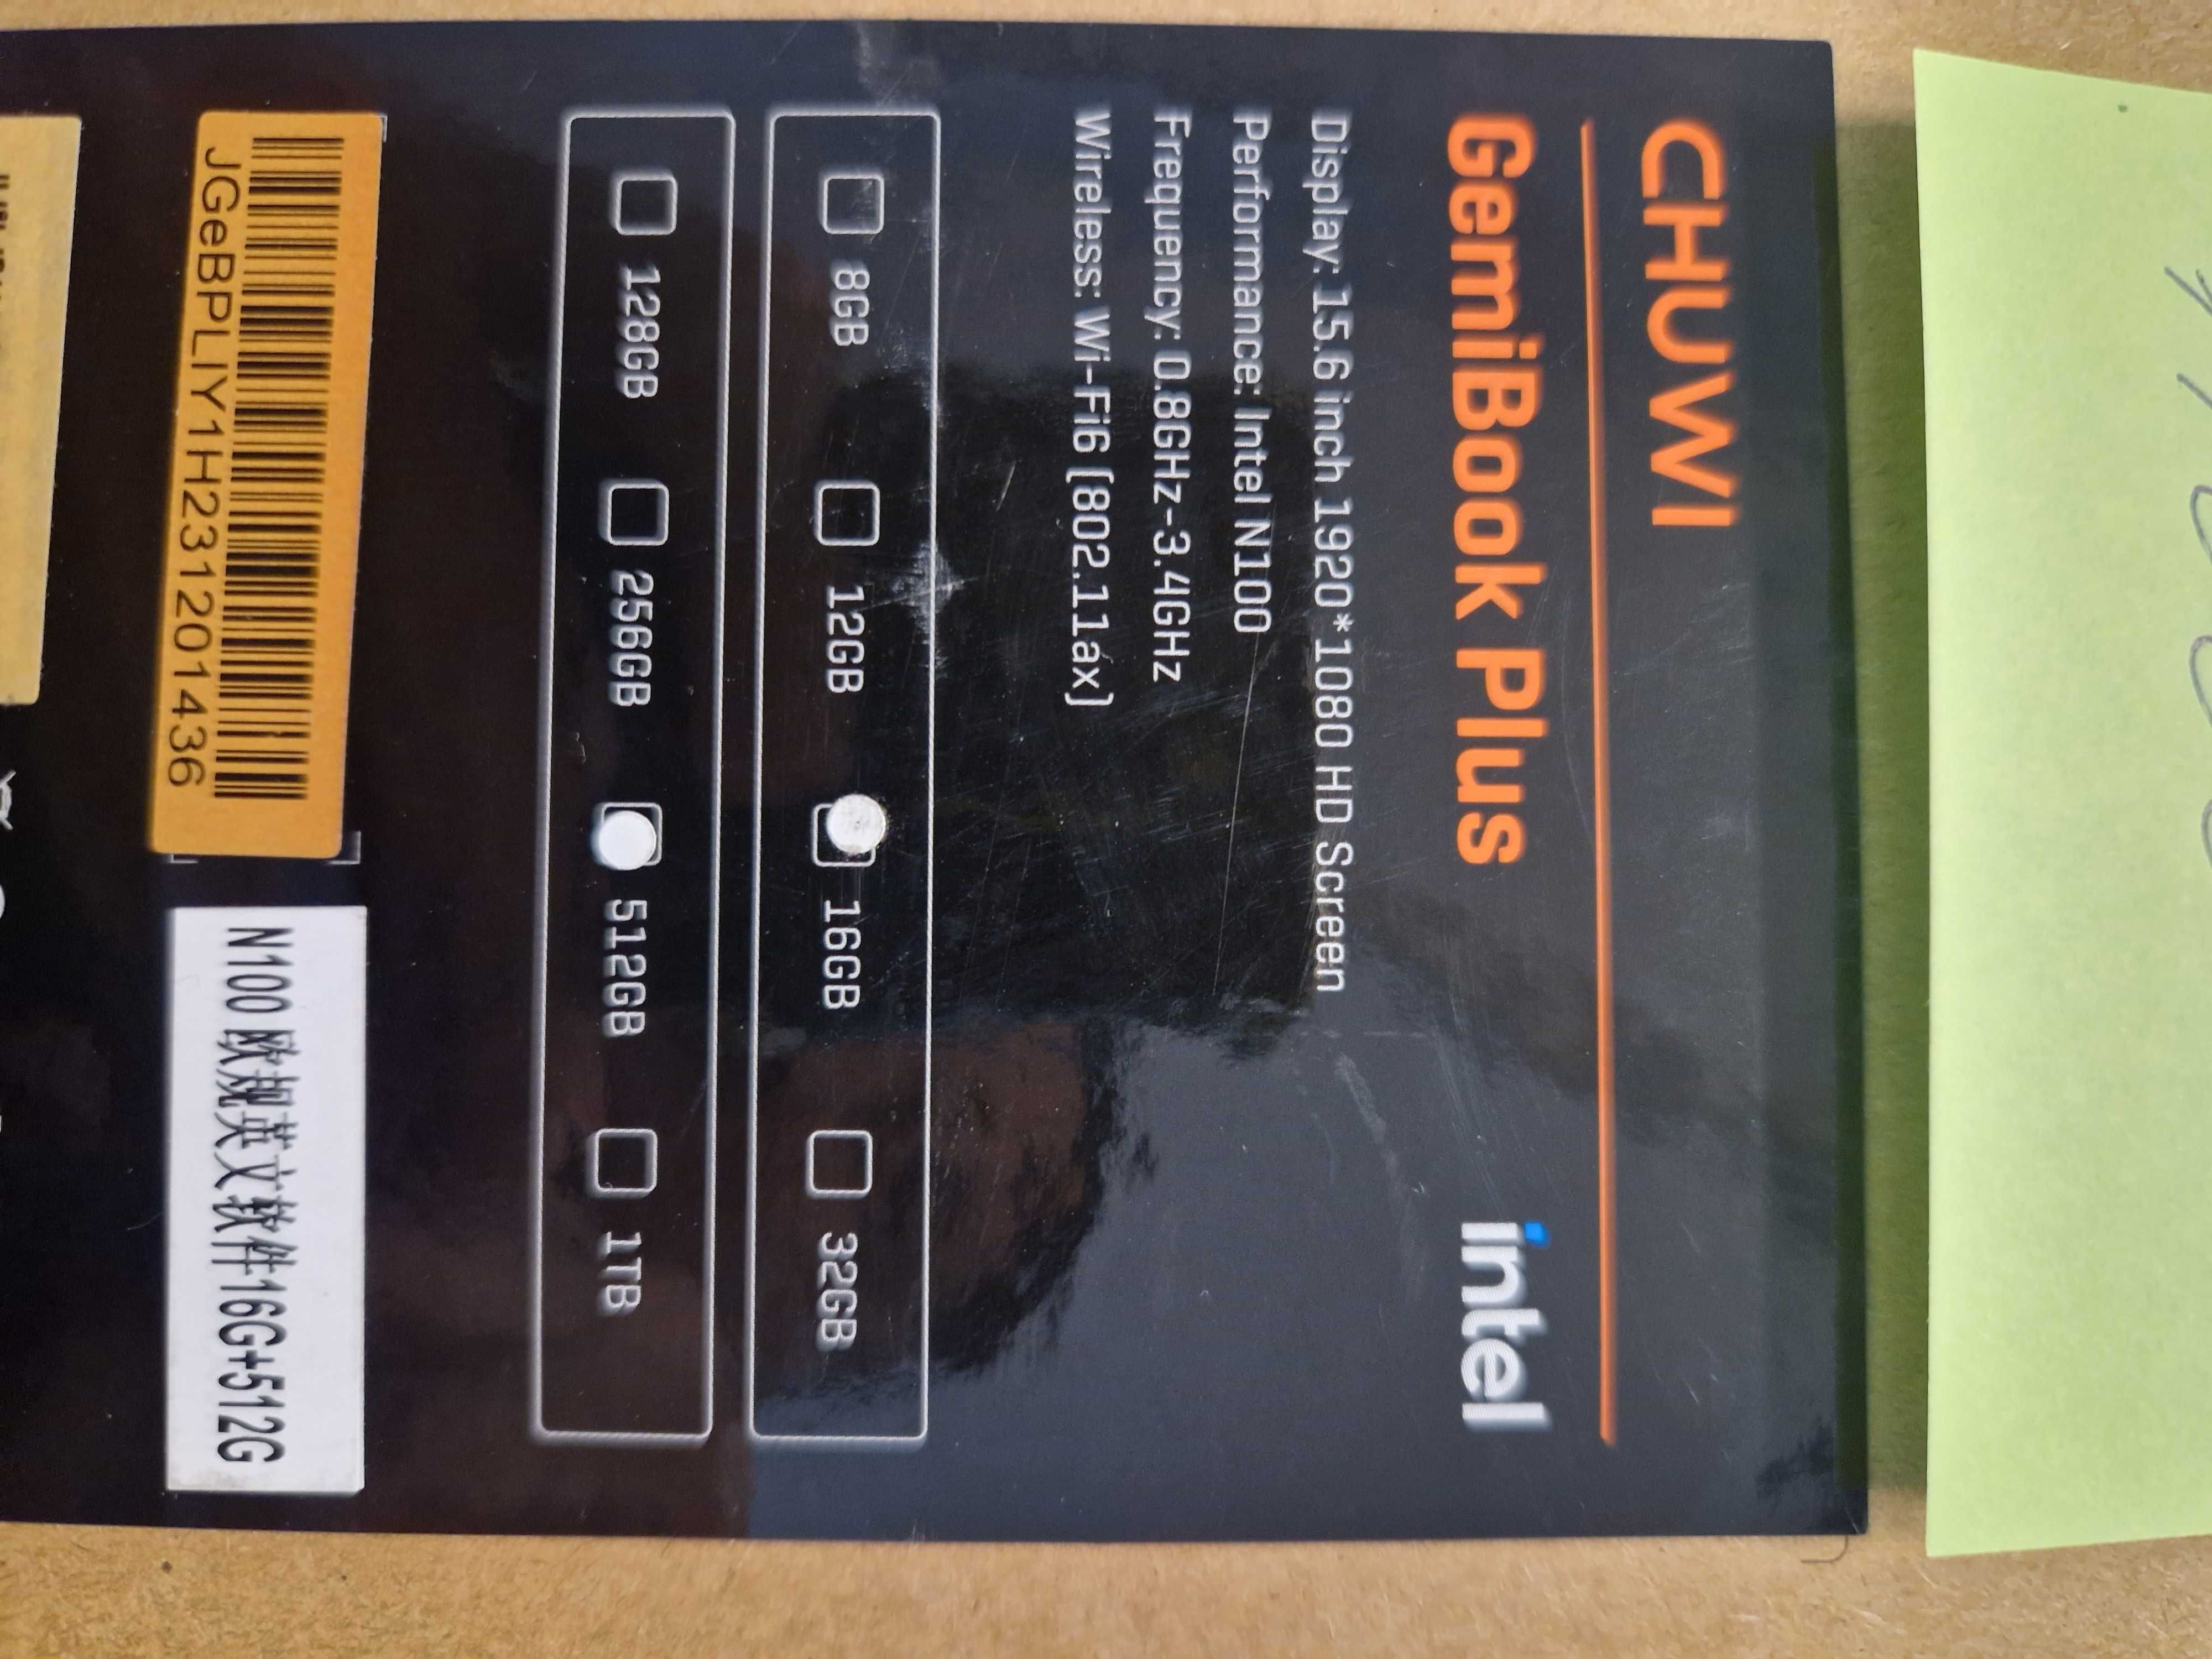 CHUWI
GemiBook Plus
intel
Display: 15.6 inch 1920*1080 HD Screen
Performance: Intel N100
Frequency: 0.8GHz-3.4GHz
Wireless: Wi-Fi6 [802.11ax]
8GB 12GB 16GB 32GB
128GB 256GB 512GB 1TB
JGeBPLIY1H231201436
N100 欧规英文软件16G+512G